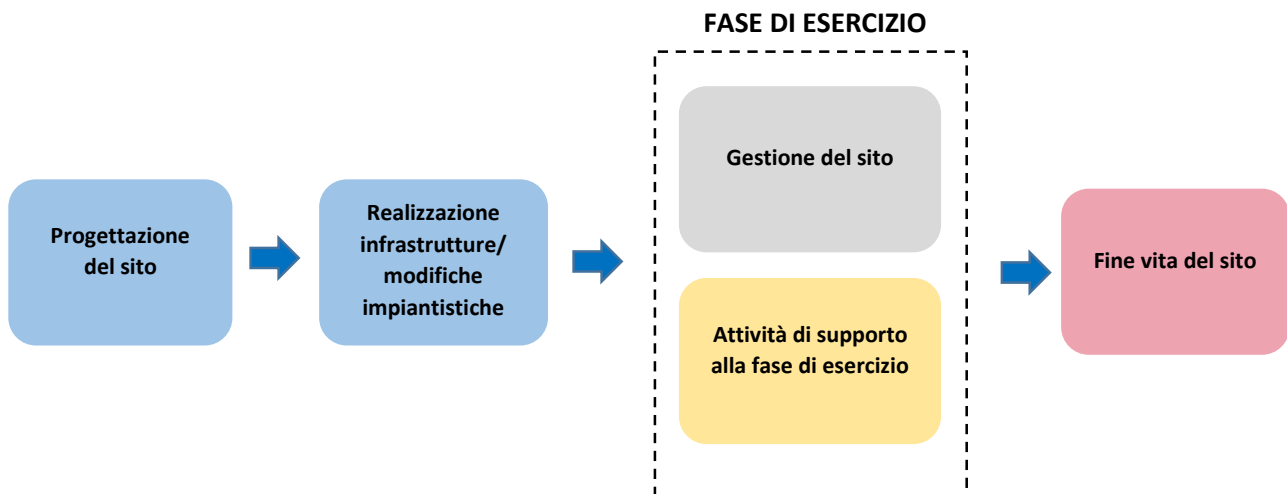 FASE DI ESERCIZIO
Progettazione
del sito
Realizzazione
infrastrutture/
modifiche
impiantistiche
Gestione del sito
Attività di supporto
alla fase di esercizio
Fine vita del sito